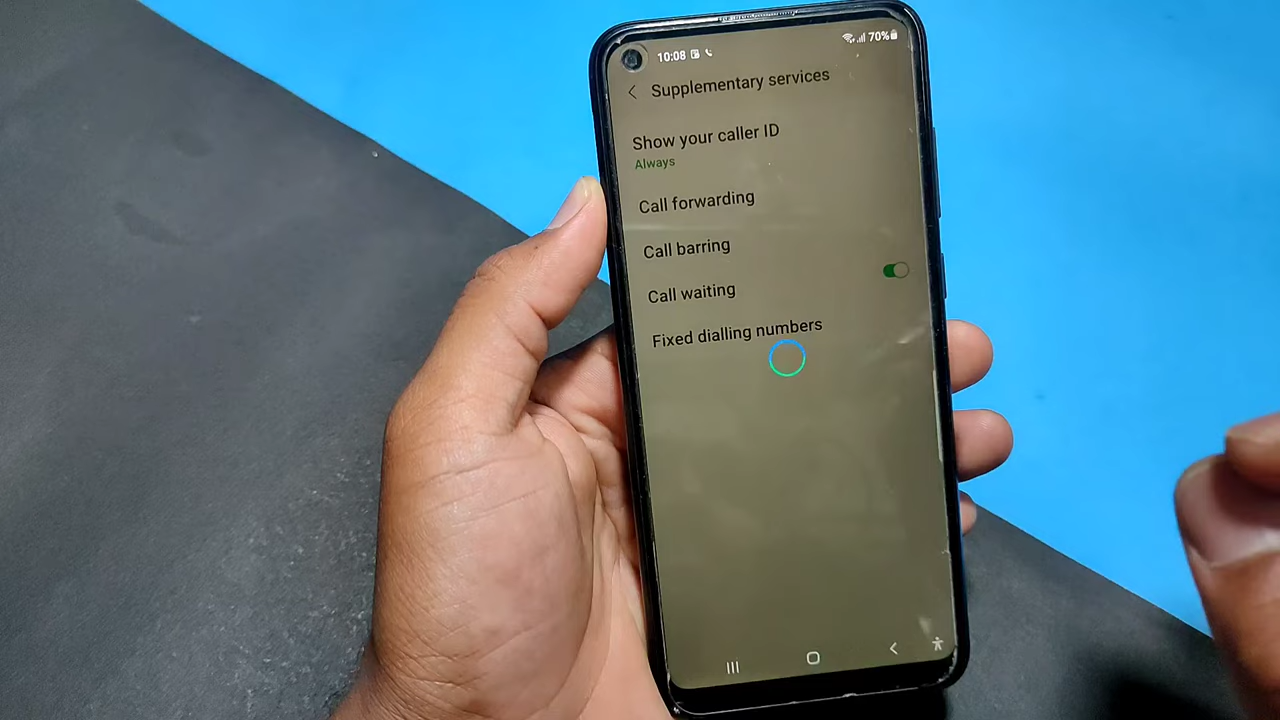 10:08
70%
Supplementary services
Show your caller ID
Always
Call forwarding
Call barring
Call waiting
Fixed dialling numbers